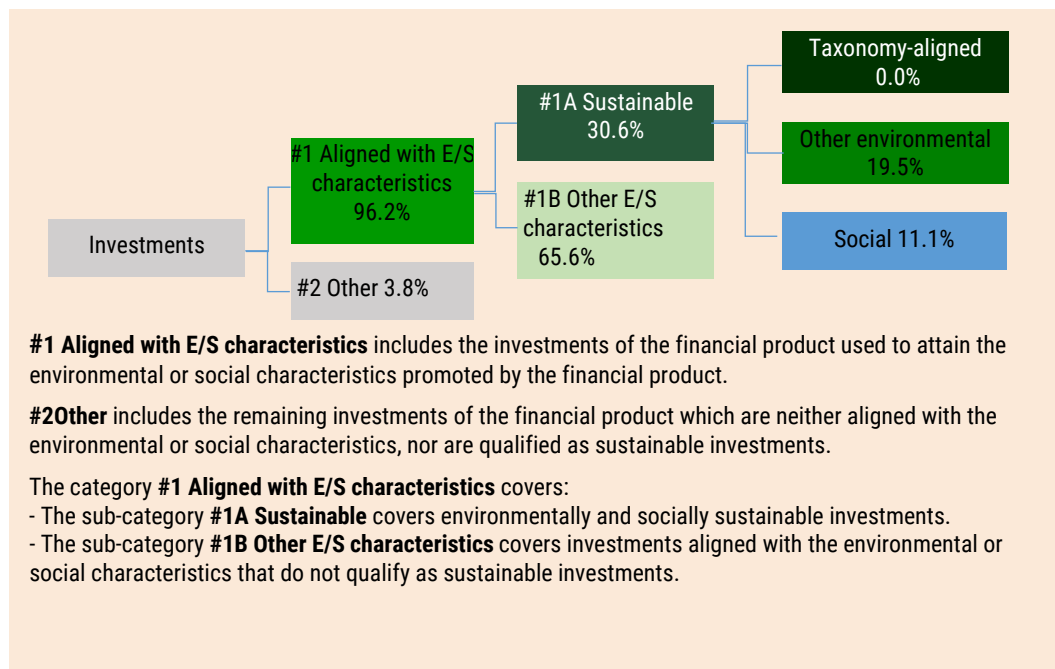 Taxonomy-aligned
0.0%
#1A Sustainable
30.6%
Other environmental
19.5%
#1 Aligned with E/S
characteristics
96.2%
#1B Other E/S
characteristics
65.6%
Social 11.1%
Investments
#2 Other 3.8%
#1 Aligned with E/S characteristics includes the investments of the financial product used to attain the
environmental or social characteristics promoted by the financial product.
#2Other includes the remaining investments of the financial product which are neither aligned with the
environmental or social characteristics, nor are qualified as sustainable investments.
The category #1 Aligned with E/S characteristics covers:
- The sub-category #1A Sustainable covers environmentally and socially sustainable investments.
- The sub-category #1B Other E/S characteristics covers investments aligned with the environmental or
social characteristics that do not qualify as sustainable investments.